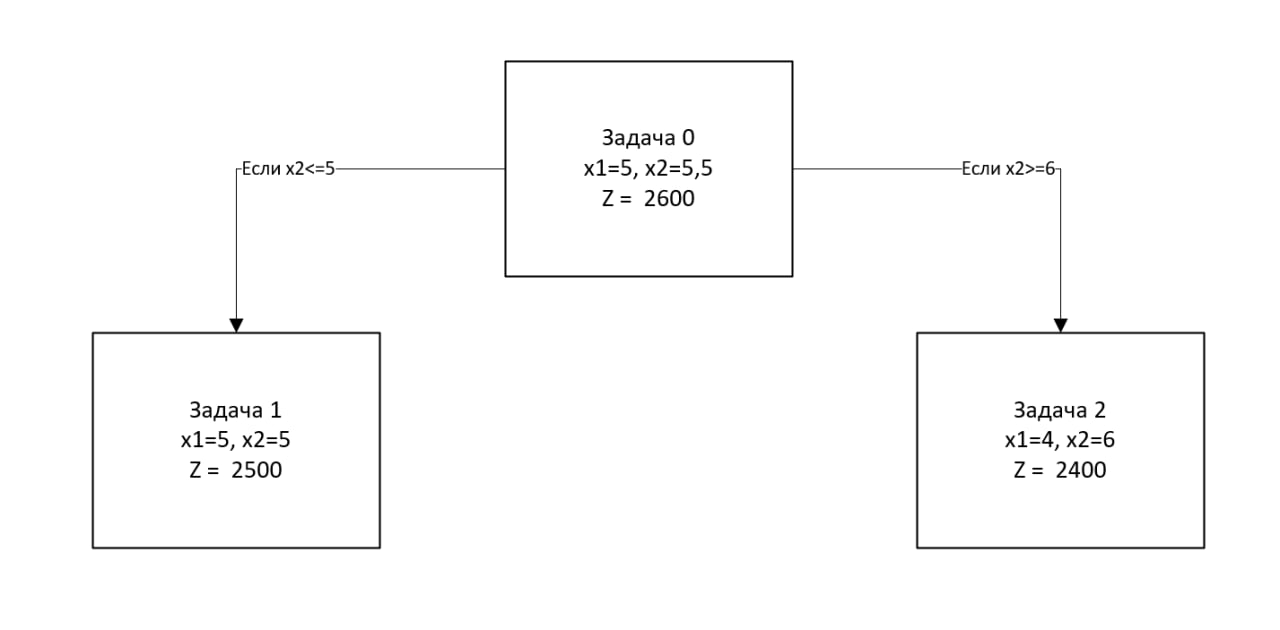 Задача 0
x1=5, x2=5,5
Z =  2600
Если x2<=5
Если x2>=6
Задача 1
x1=5, x2=5
Z =  2500
Задача 2
x1=4, x2=6
Z =  2400